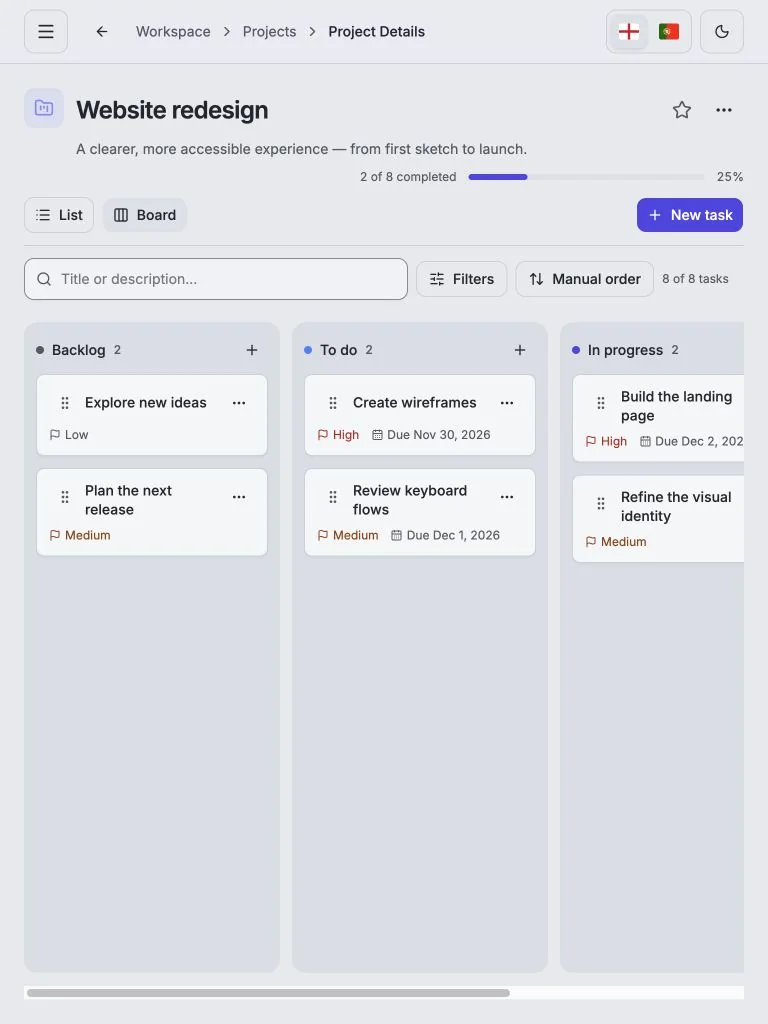 Workspace > Projects > Project Details
Website redesign
A clearer, more accessible experience — from first sketch to launch.
2 of 8 completed 25%
List Board + New task
Title or description... Filters Manual order 8 of 8 tasks
Backlog 2 +
Explore new ideas
Low
Plan the next
release
Medium
To do 2 +
Create wireframes
High Due Nov 30, 2026
Review keyboard
flows
Medium Due Dec 1, 2026
In progress 2
Build the landing
page
High Due Dec 2, 202
Refine the visual
identity
Medium